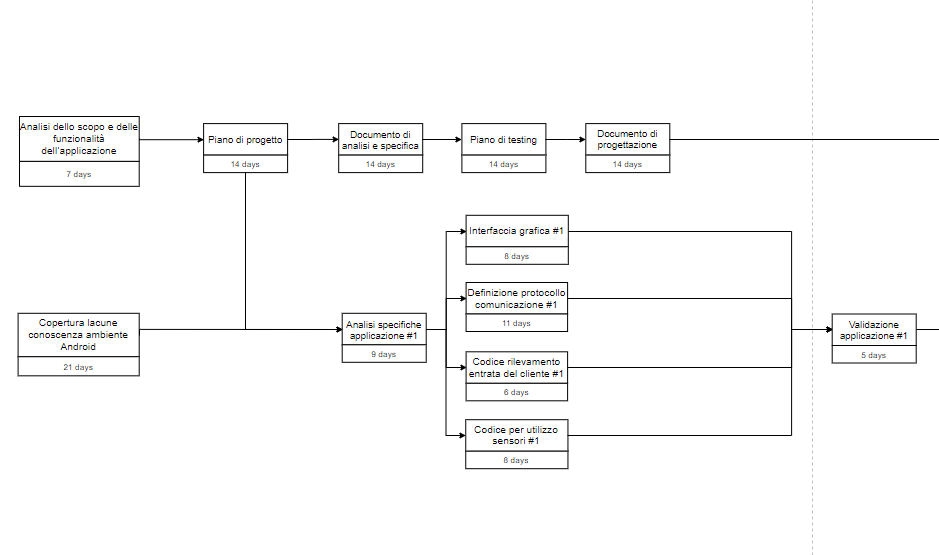 Analisi dello scopo e delle
funzionalità
dell'applicazione
7 days
Piano di progetto
14 days
Documento di
analisi e specifica
14 days
Piano di testing
14 days
Documento di
progettazione
14 days
Interfaccia grafica #1
8 days
Definizione protocollo
comunicazione #1
11 days
Copertura lacune
conoscenza ambiente
Android
21 days
Analisi specifiche
applicazione #1
9 days
Codice rilevamento
entrata del cliente #1
6 days
Codice per utilizzo
sensori #1
8 days
Validazione
applicazione #1
5 days